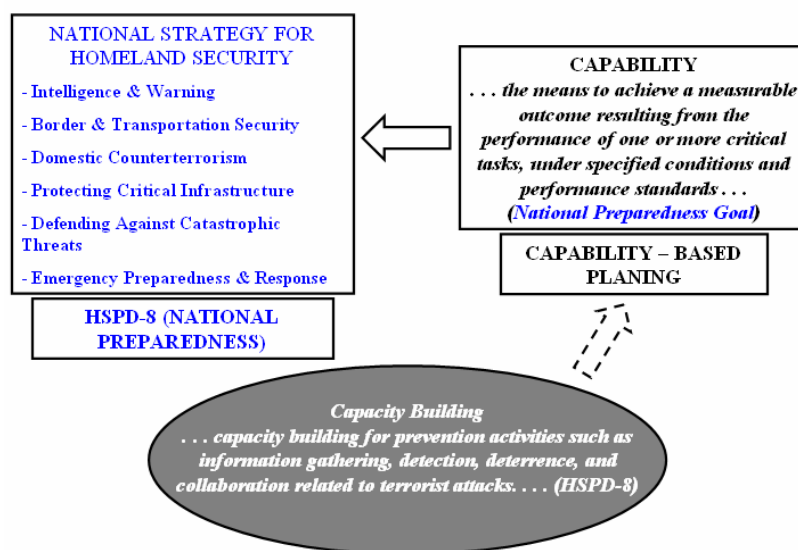 NATIONAL STRATEGY FOR
HOMELAND SECURITY
- Intelligence & Warning
- Border & Transportation Security
- Domestic Counterterrorism
- Protecting Critical Infrastructure
- Defending Against Catastrophic
Threats
- Emergency Preparedness & Response
HSPD-8 (NATIONAL
PREPAREDNESS)
CAPABILITY
. . . the means to achieve a measurable
outcome resulting from the
performance of one or more critical
tasks, under specified conditions and
performance standards . . .
(National Preparedness Goal)
CAPABILITY – BASED
PLANING
Capacity Building
. . . capacity building for prevention activities such as
information gathering, detection, deterrence, and
collaboration related to terrorist attacks. . . . (HSPD-8)